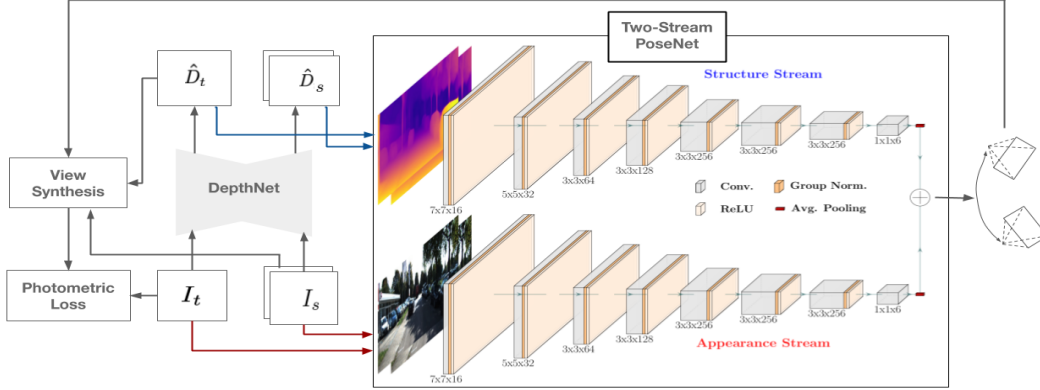 Two-Stream
PoseNet
D̂t
D̂s
Structure Stream
View
Synthesis
DepthNet
7x7x16
5x5x32
3x3x64
3x3x128
3x3x256
3x3x256
3x3x256
1x1x6
Conv.
Group Norm.
ReLU
Avg. Pooling
Photometric
Loss
It
Is
7x7x16
5x5x32
3x3x64
3x3x128
3x3x256
3x3x256
3x3x256
1x1x6
Appearance Stream